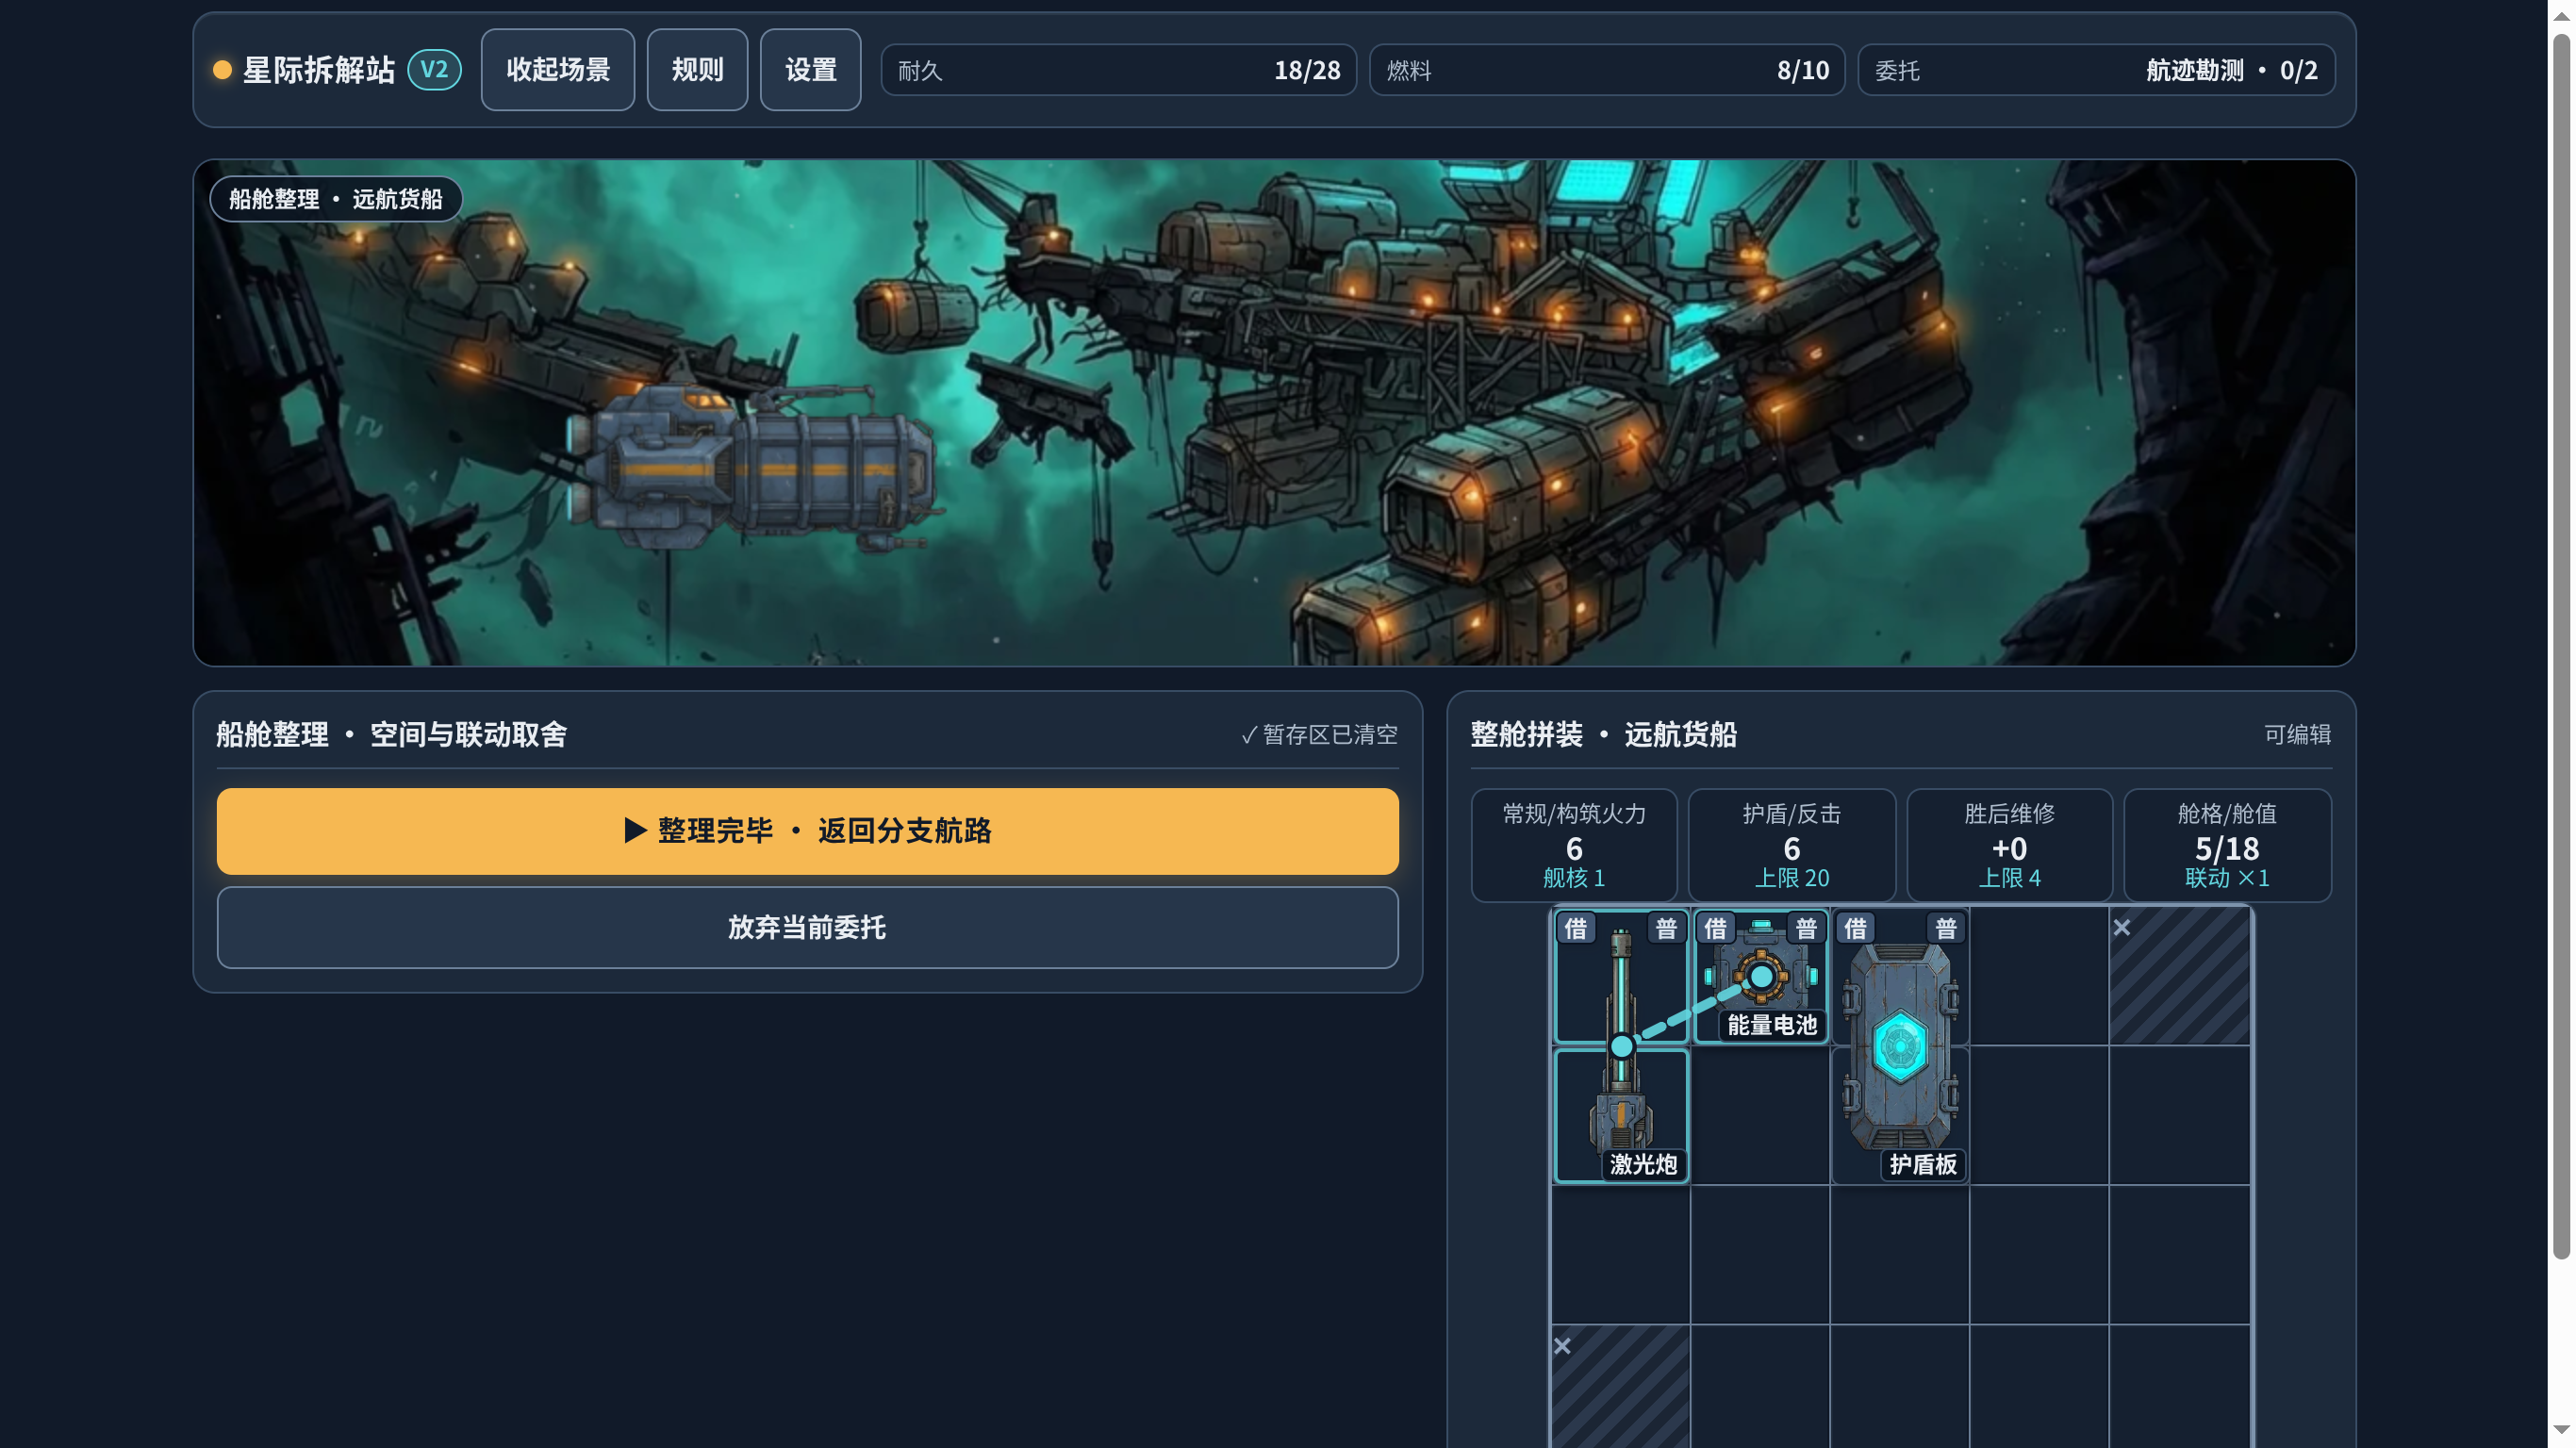 星际拆解站 V2 收起场景 规则 设置 耐久 18/28 燃料 8/10 委托 航迹勘测 · 0/2
船舱整理 · 远航货船
船舱整理 · 空间与联动取舍 ✓暂存区已清空
▶ 整理完毕 · 返回分支航路
放弃当前委托
整舱拼装 · 远航货船 可编辑
常规/构筑火力 护盾/反击 胜后维修 舱格/舱值
6 6 +0 5/18
舰核 1 上限 20 上限 4 联动 ×1
借 普 借 普 借 普 ×
能量电池
激光炮 护盾板
×